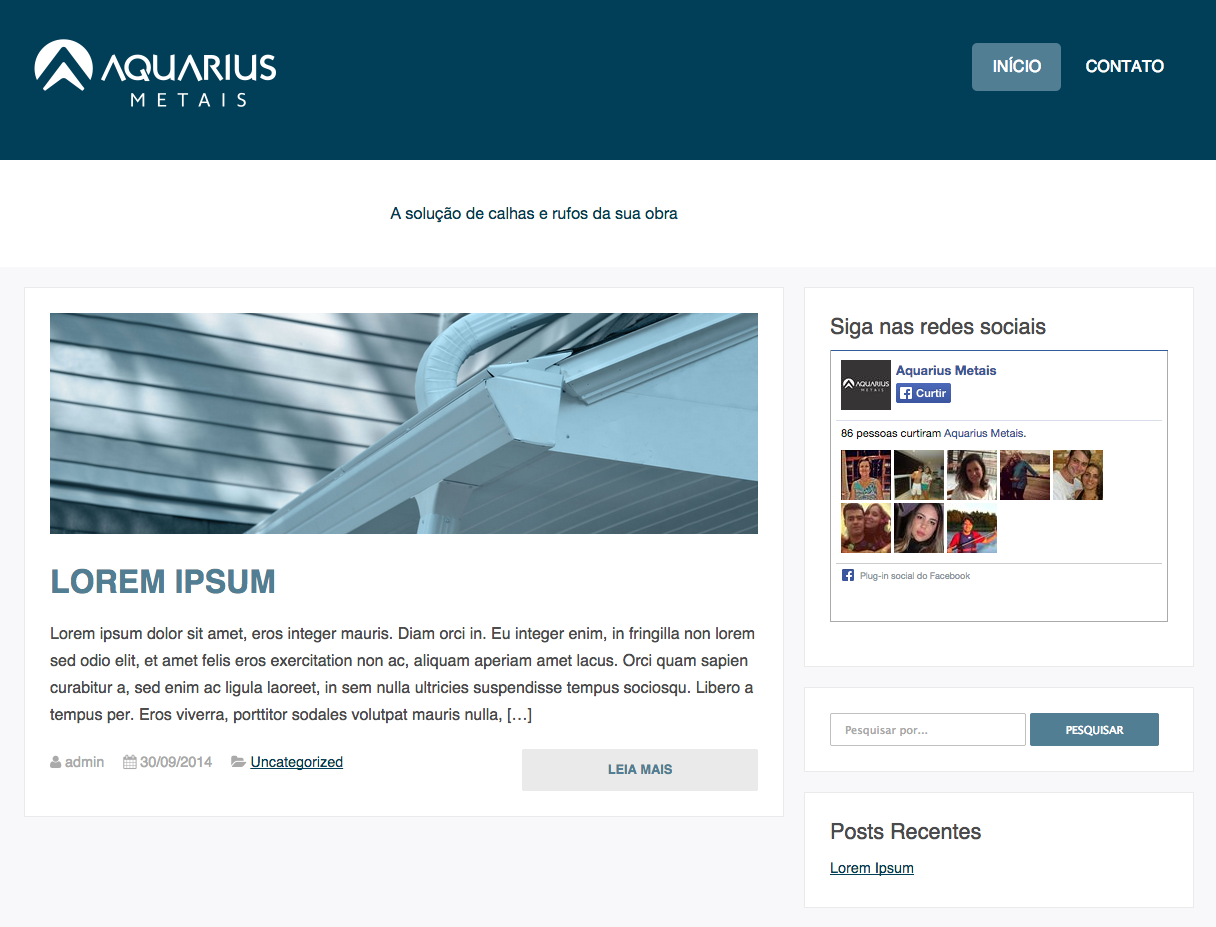 AQUARIUS
METAIS
INÍCIO
CONTATO
A solução de calhas e rufos da sua obra
LOREM IPSUM
Lorem ipsum dolor sit amet, eros integer mauris. Diam orci in. Eu integer enim, in fringilla non lorem
sed odio elit, et amet felis eros exercitation non ac, aliquam aperiam amet lacus. Orci quam sapien
curabitur a, sed enim ac ligula laoreet, in sem nulla ultricies suspendisse tempus sociosqu. Libero a
tempus per. Eros viverra, porttitor sodales volutpat mauris nulla, […]
admin 30/09/2014 Uncategorized
LEIA MAIS
Siga nas redes sociais
AQUARIUS
METAIS
Aquarius Metais
Curtir
86 pessoas curtiram Aquarius Metais.
Plug-in social do Facebook
Pesquisar por...
PESQUISAR
Posts Recentes
Lorem Ipsum